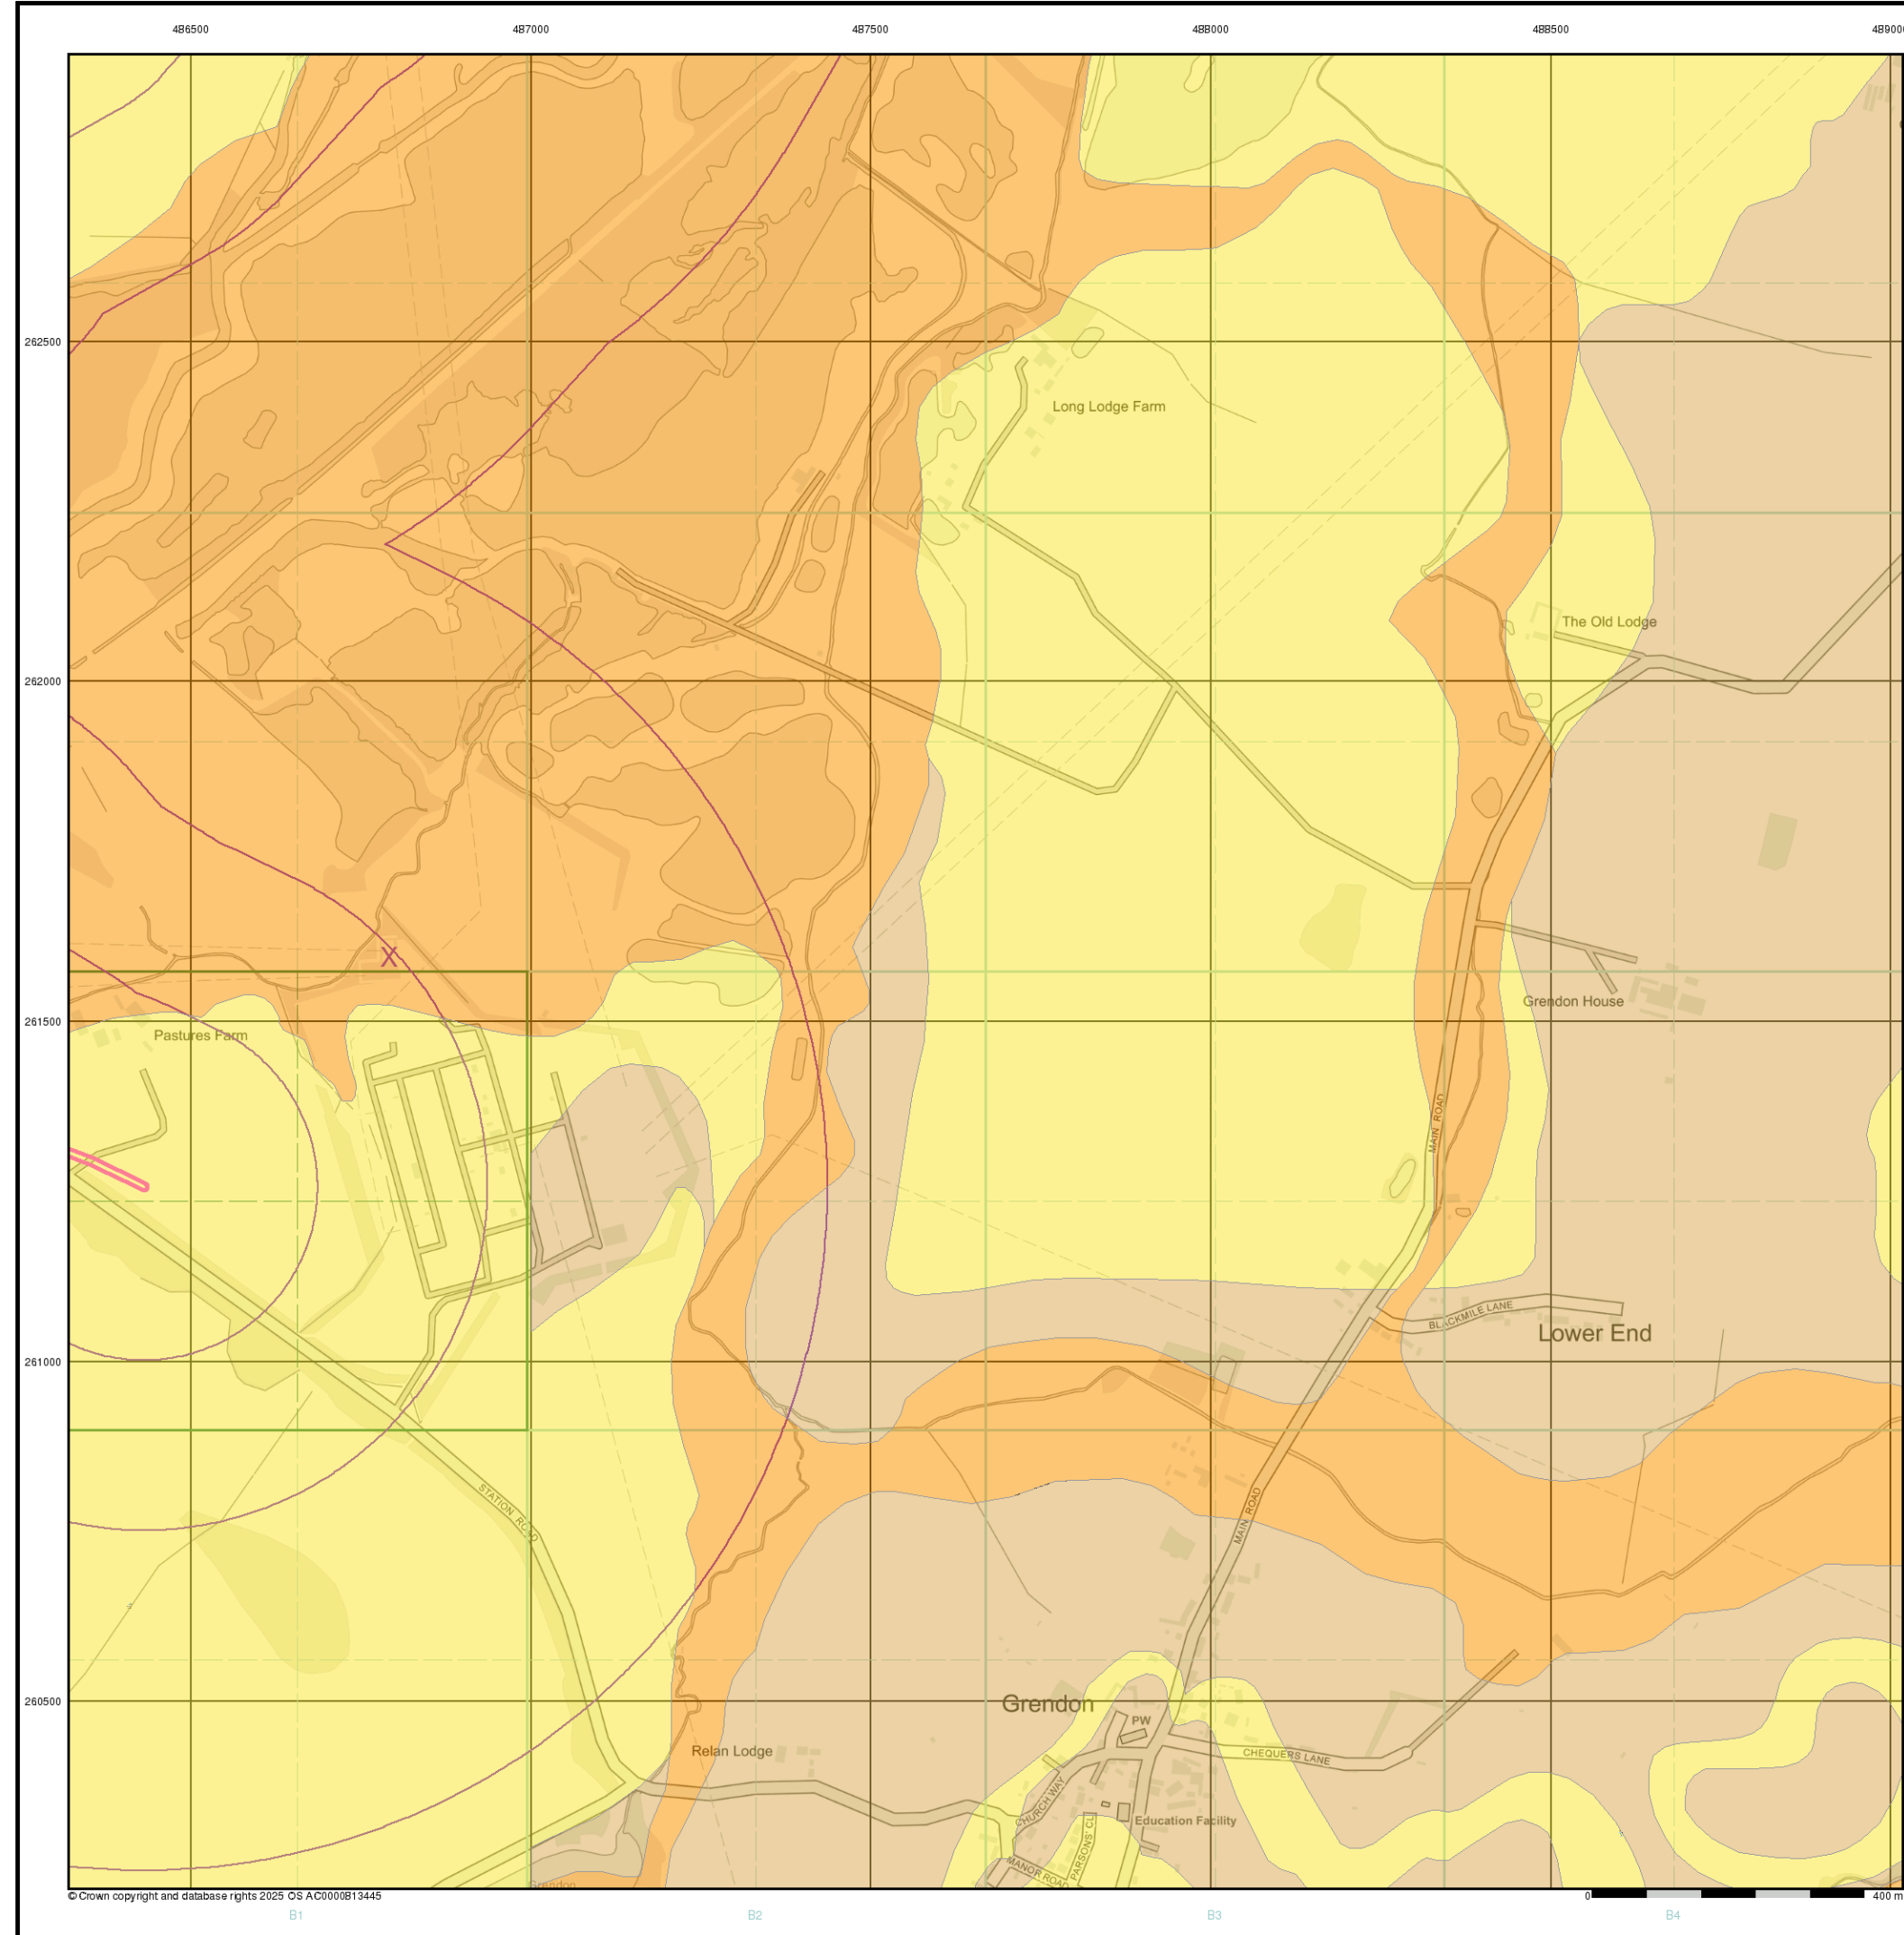 486500 487000 487500 488000 488500 48900
262500
Long Lodge Farm
The Old Lodge
262000
X
Grendon House
261500
Pastures Farm
MAIN ROAD
BLACKMILE LANE
Lower End
261000
STATION ROAD
MAIN ROAD
260500
Grendon
PW
Relan Lodge
CHEQUERS LANE
CHURCH WAY
Education Facility
PARSONS' CL
MANOR ROAD
Grendon
© Crown copyright and database rights 2025 OS AC0000813445
0 400 m
B1 B2 B3 B4